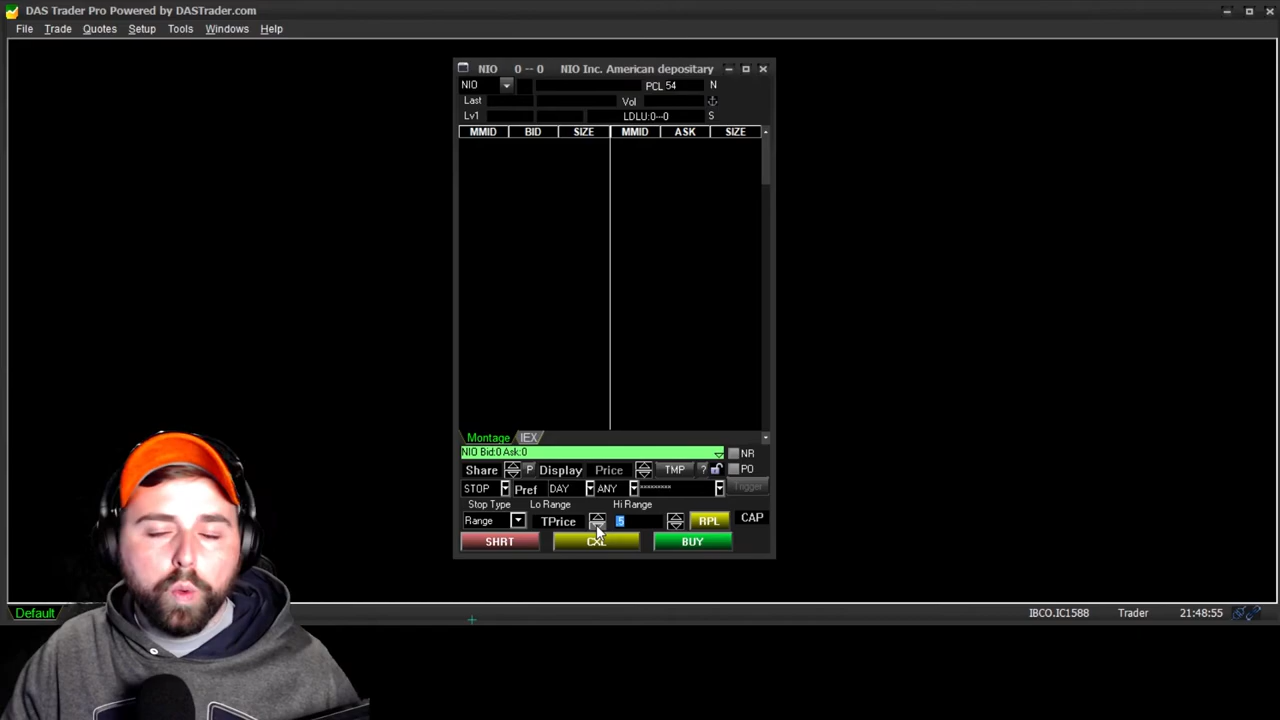 DAS Trader Pro Powered by DASTrader.com
File Trade Quotes Setup Tools Windows Help
NIO 0 -- 0 NIO Inc. American depositary
NIO PCL:54 N
Last Vol
Lv1 LDLU:0--0 S
MMID BID SIZE MMID ASK SIZE
Montage IEX
NIO Bid:0 Ask:0 NR
Share P Display Price TMP ? PO
STOP Pref DAY ANY ********* Trigger
Stop Type Lo Range Hi Range
Range TPrice .5 RPL CAP
SHRT CXL BUY
Default IBCO.IC1588 Trader 21:48:55